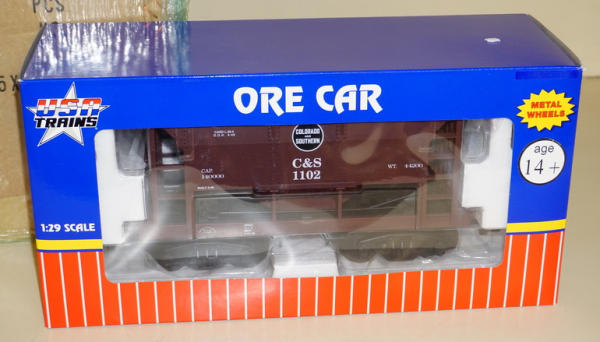 PCS
5 X
ORE CAR
USA
TRAINS
METAL
WHEELS
age
14+
COLORADO
AND
SOUTHERN
C&S
1102
CAP.
140000
WT. 44200
1:29 SCALE